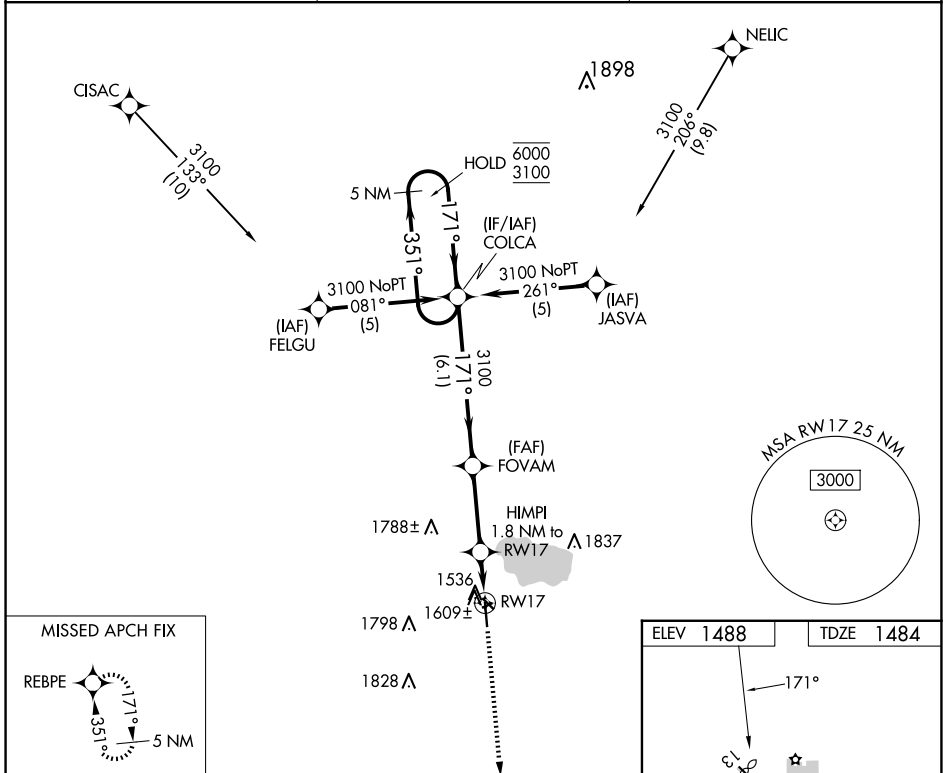 NELIC
1898
CISAC
3100
206°
(9.8)
3100
133°
(10)
HOLD 6000
3100
5 NM
171°
351°
(IF/IAF)
COLCA
3100 NoPT
081°
(5)
3100 NoPT
261°
(5)
(IAF)
FELGU
(IAF)
JASVA
3100
171°
(6.1)
(FAF)
FOVAM
MSA RW17 25 NM
3000
HIMPI
1.8 NM to
RW17
1788±
1837
1536
1609±
RW17
1798
1828
MISSED APCH FIX
REBPE
171°
351°
5 NM
ELEV 1488
TDZE 1484
171°
13